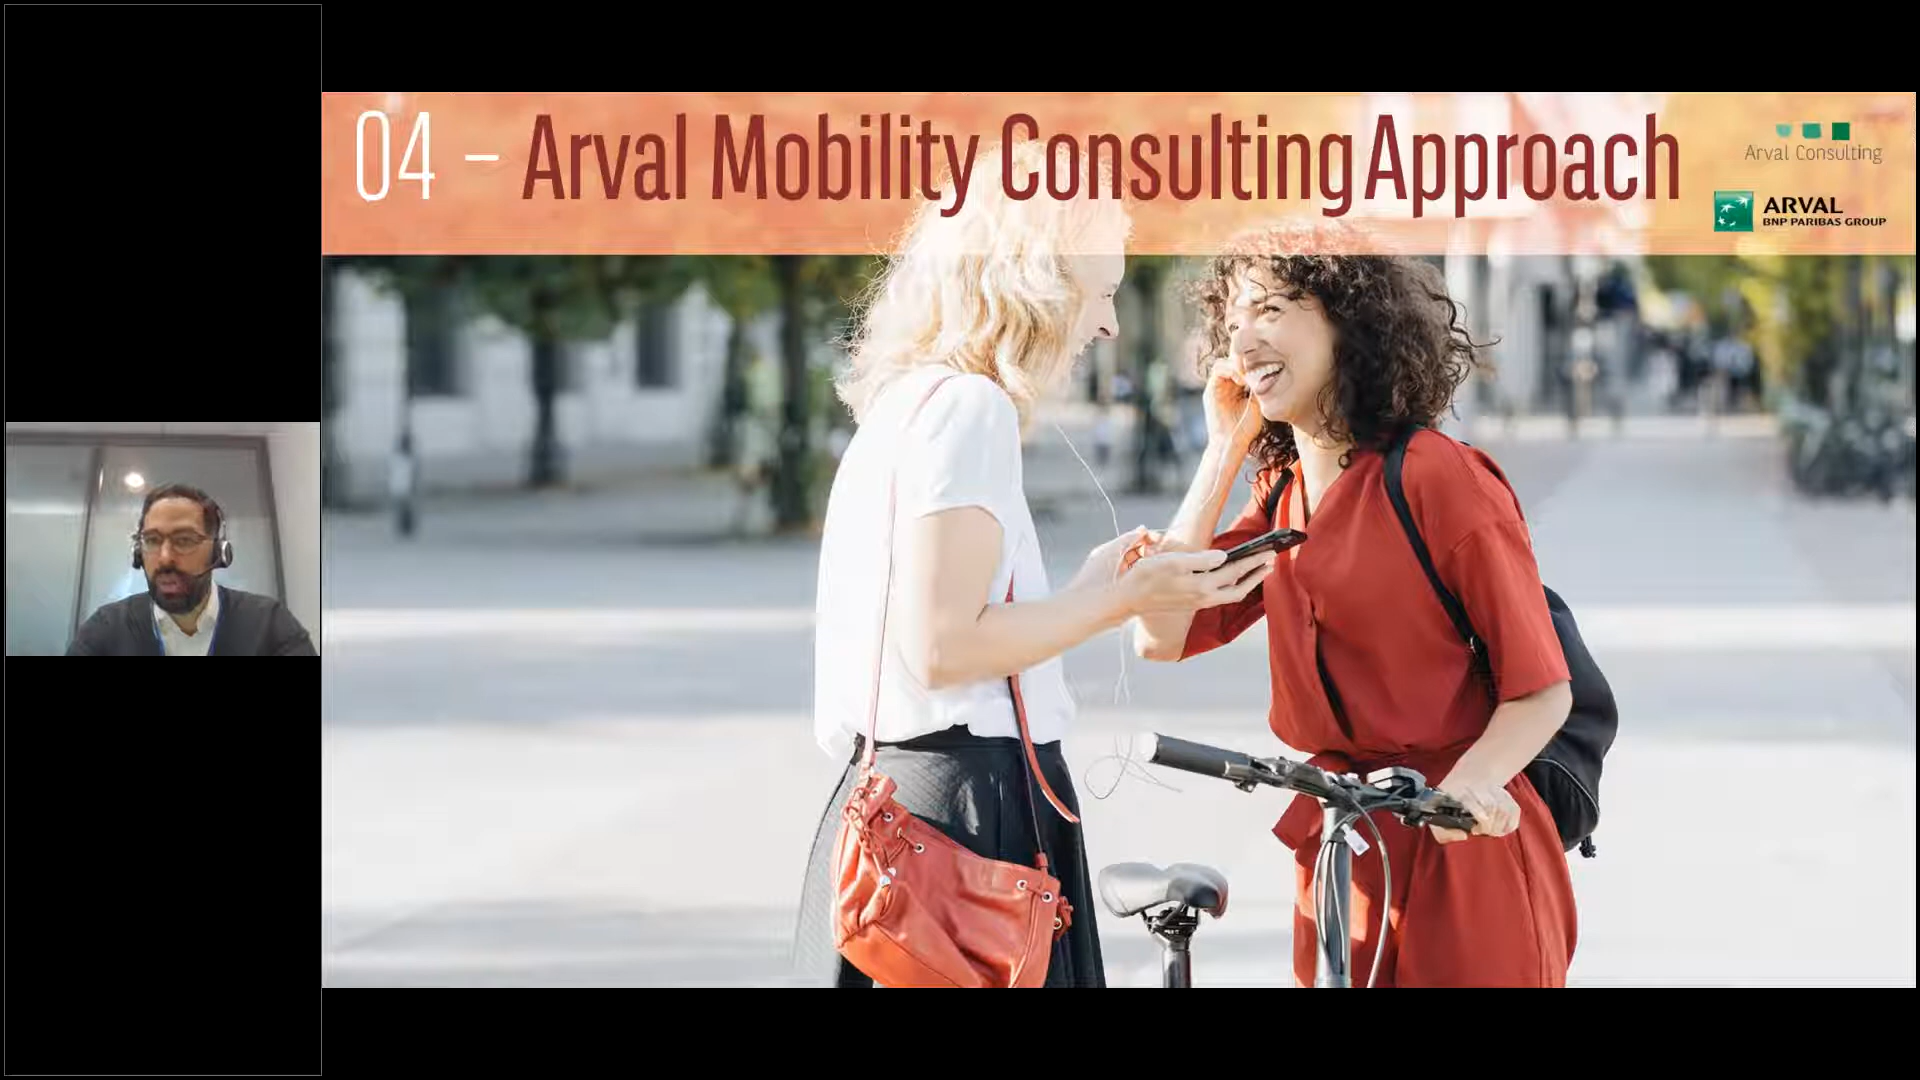 04 – Arval Mobility Consulting Approach
Arval Consulting
ARVAL
BNP PARIBAS GROUP